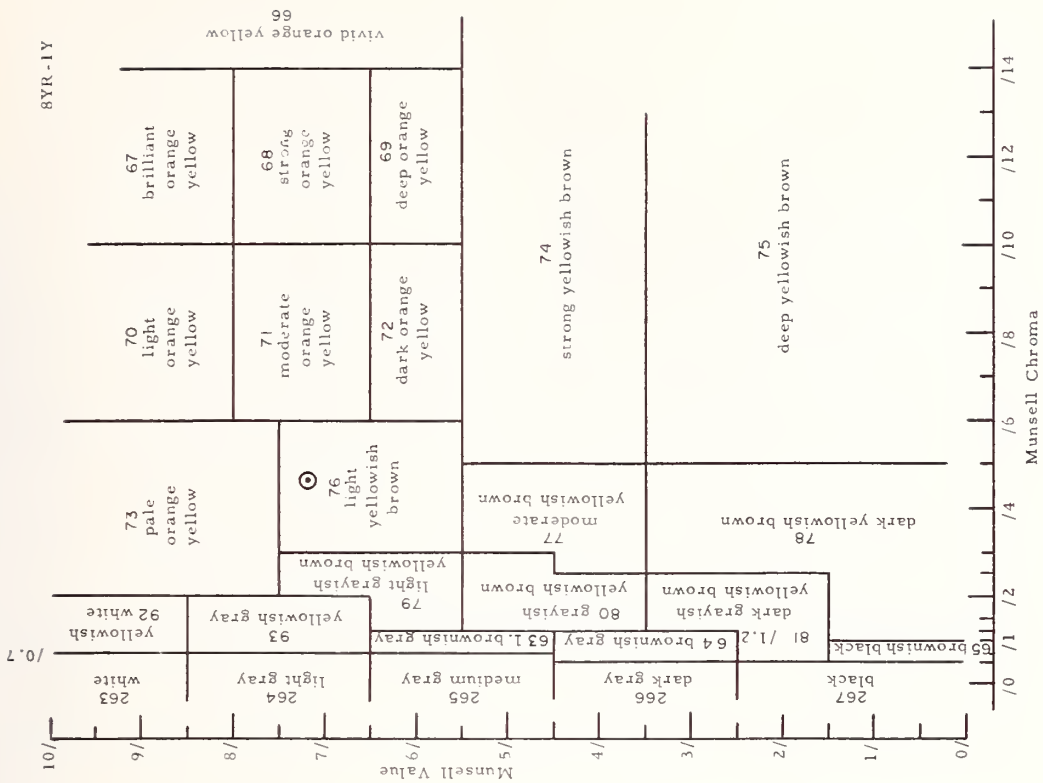 8YR-1Y
66
vivid orange yellow
67
brilliant
orange
yellow
68
strong
orange
yellow
69
deep orange
yellow
70
light
orange
yellow
71
moderate
orange
yellow
72
dark orange
yellow
73
pale
orange
yellow
74
strong yellowish brown
75
deep yellowish brown
76
light
yellowish
brown
77
moderate
yellowish brown
78
dark yellowish brown
79
light grayish
yellowish brown
80 grayish
yellowish brown
81 /1.2
dark grayish
yellowish brown
92 white
yellowish
93
yellowish gray
63 l. brownish gray
64 brownish gray
65 brownish black
263
white
264
light gray
265
medium gray
266
dark gray
267
black
10/
9/
8/
7/
6/
5/
4/
3/
2/
1/
0/
Munsell Value
/0
/0.7
/1
/2
/4
/6
/8
/10
/12
/14
Munsell Chroma